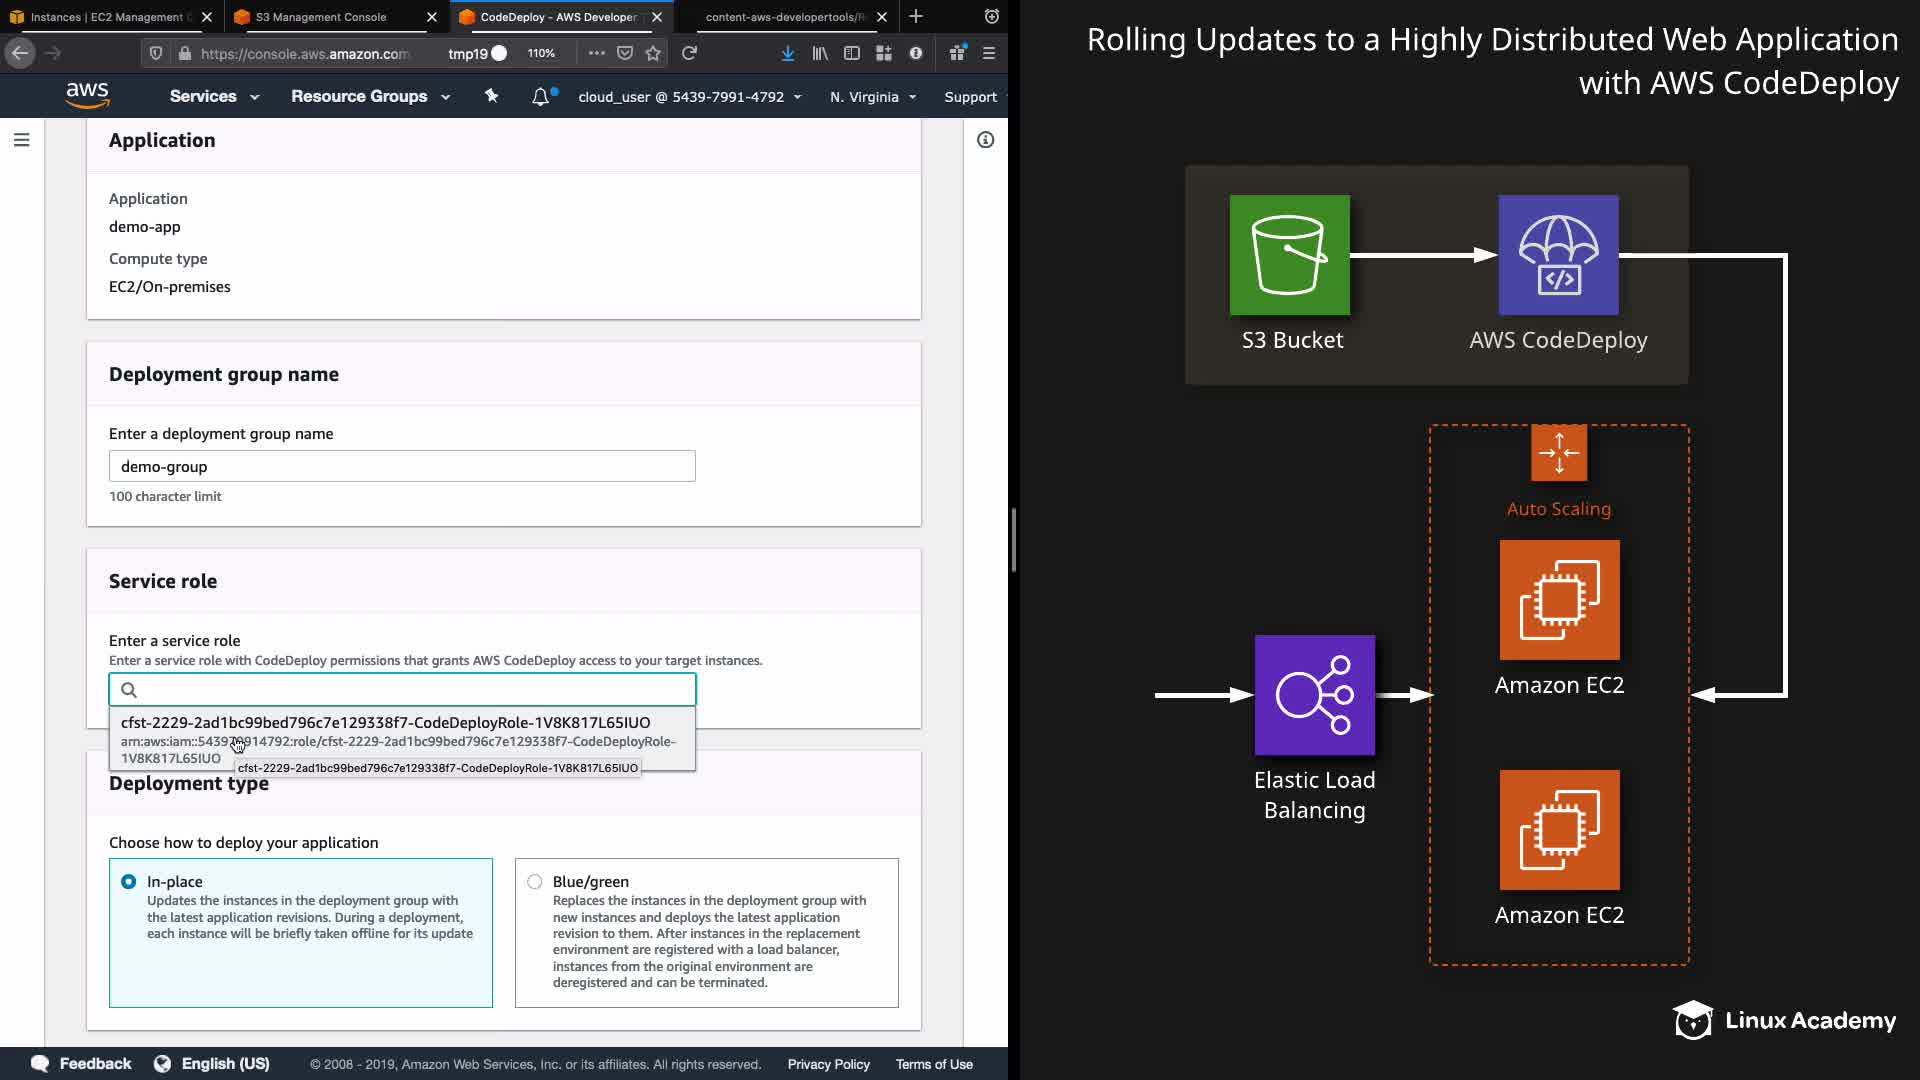 Instances | EC2 Management
S3 Management Console
CodeDeploy - AWS Developer
content-aws-developertools/R
https://console.aws.amazon.com
tmp19
110%
aws
Services
Resource Groups
cloud_user @ 5439-7991-4792
N. Virginia
Support
Application
Application
demo-app
Compute type
EC2/On-premises
Deployment group name
Enter a deployment group name
demo-group
100 character limit
Service role
Enter a service role
Enter a service role with CodeDeploy permissions that grants AWS CodeDeploy access to your target instances.
cfst-2229-2ad1bc99bed796c7e129338f7-CodeDeployRole-1V8K817L65IUO
arn:aws:iam::543979914792:role/cfst-2229-2ad1bc99bed796c7e129338f7-CodeDeployRole-
1V8K817L65IUO
cfst-2229-2ad1bc99bed796c7e129338f7-CodeDeployRole-1V8K817L65IUO
Deployment type
Choose how to deploy your application
In-place
Updates the instances in the deployment group with
the latest application revisions. During a deployment,
each instance will be briefly taken offline for its update
Blue/green
Replaces the instances in the deployment group with
new instances and deploys the latest application
revision to them. After instances in the replacement
environment are registered with a load balancer,
instances from the original environment are
deregistered and can be terminated.
Feedback
English (US)
© 2008 - 2019, Amazon Web Services, Inc. or its affiliates. All rights reserved.
Privacy Policy
Terms of Use
Rolling Updates to a Highly Distributed Web Application
with AWS CodeDeploy
S3 Bucket
AWS CodeDeploy
Auto Scaling
Amazon EC2
Elastic Load
Balancing
Amazon EC2
Linux Academy